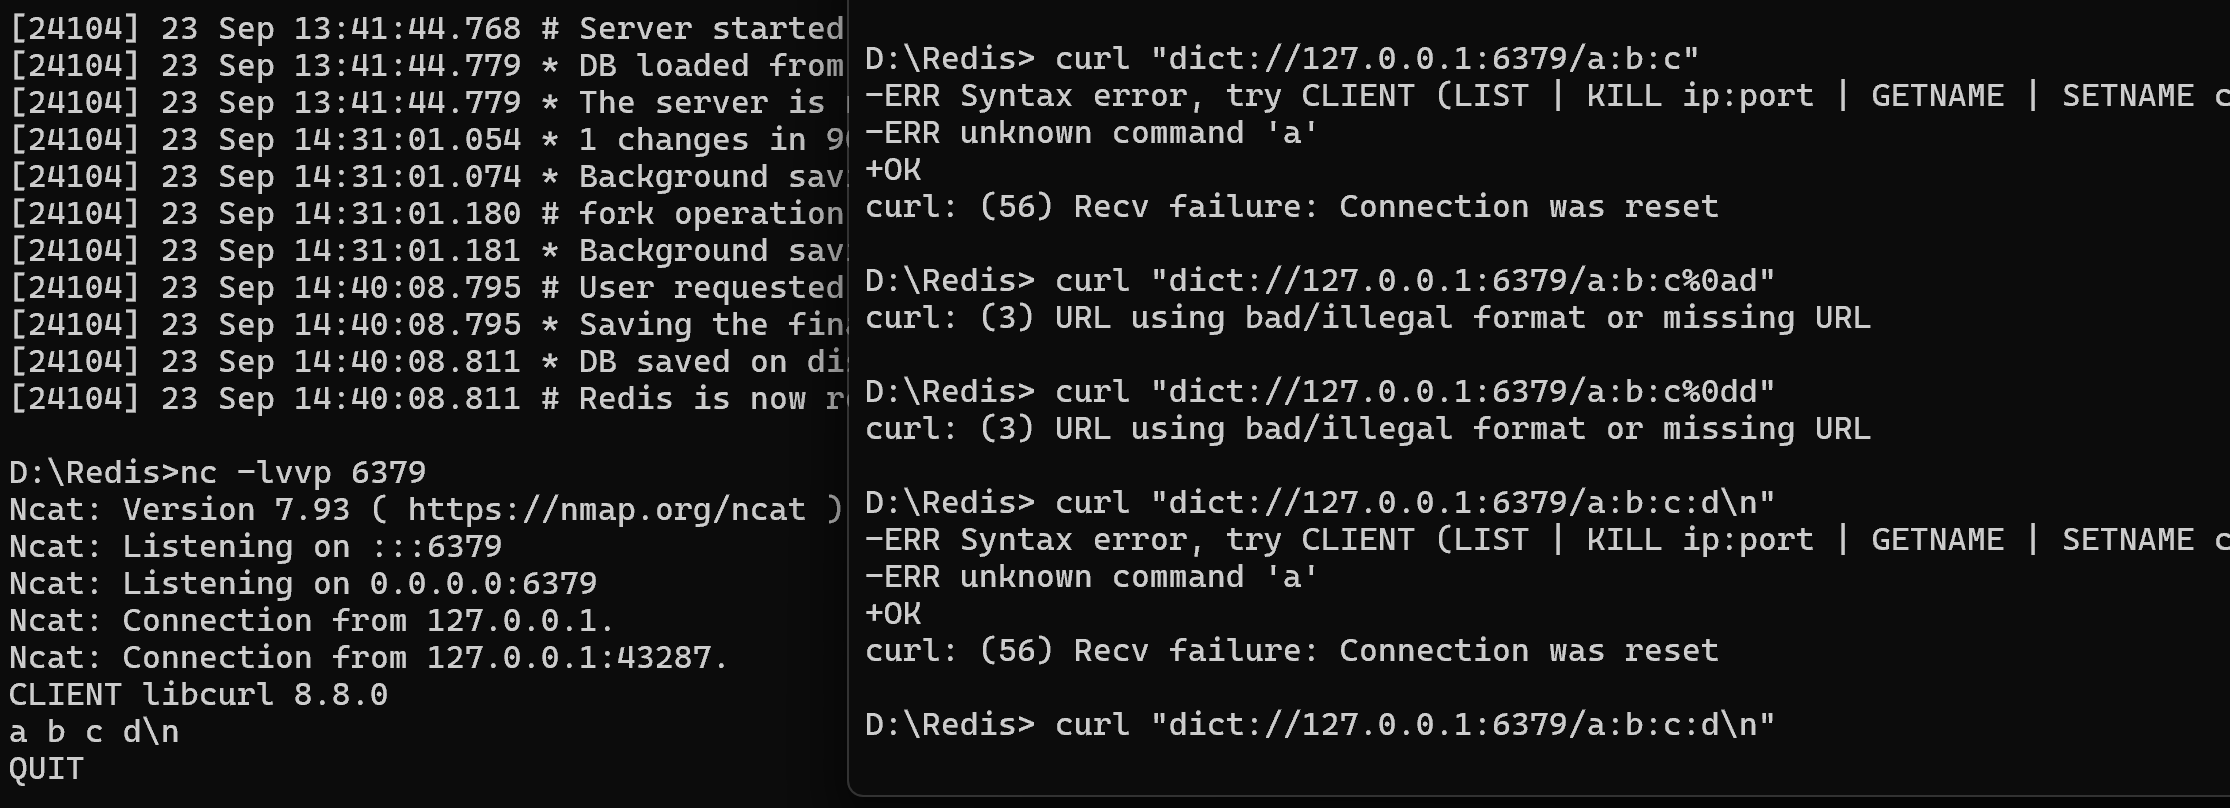 [24104] 23 Sep 13:41:44.768 # Server started
[24104] 23 Sep 13:41:44.779 * DB loaded from
[24104] 23 Sep 13:41:44.779 * The server is
[24104] 23 Sep 14:31:01.054 * 1 changes in
[24104] 23 Sep 14:31:01.074 * Background
[24104] 23 Sep 14:31:01.180 # fork operation
[24104] 23 Sep 14:31:01.181 * Background
[24104] 23 Sep 14:40:08.795 # User requested
[24104] 23 Sep 14:40:08.795 * Saving the
[24104] 23 Sep 14:40:08.811 * DB saved on
[24104] 23 Sep 14:40:08.811 # Redis is now
D:\Redis>nc -lvvp 6379
Ncat: Version 7.93 ( https://nmap.org/ncat )
Ncat: Listening on :::6379
Ncat: Listening on 0.0.0.0:6379
Ncat: Connection from 127.0.0.1.
Ncat: Connection from 127.0.0.1:43287.
CLIENT libcurl 8.8.0
a b c d\n
QUIT
D:\Redis> curl "dict://127.0.0.1:6379/a:b:c"
-ERR Syntax error, try CLIENT (LIST | KILL ip:port | GETNAME | SETNAME
-ERR unknown command 'a'
+OK
curl: (56) Recv failure: Connection was reset
D:\Redis> curl "dict://127.0.0.1:6379/a:b:c%0ad"
curl: (3) URL using bad/illegal format or missing URL
D:\Redis> curl "dict://127.0.0.1:6379/a:b:c%0dd"
curl: (3) URL using bad/illegal format or missing URL
D:\Redis> curl "dict://127.0.0.1:6379/a:b:c:d\n"
-ERR Syntax error, try CLIENT (LIST | KILL ip:port | GETNAME | SETNAME
-ERR unknown command 'a'
+OK
curl: (56) Recv failure: Connection was reset
D:\Redis> curl "dict://127.0.0.1:6379/a:b:c:d\n"